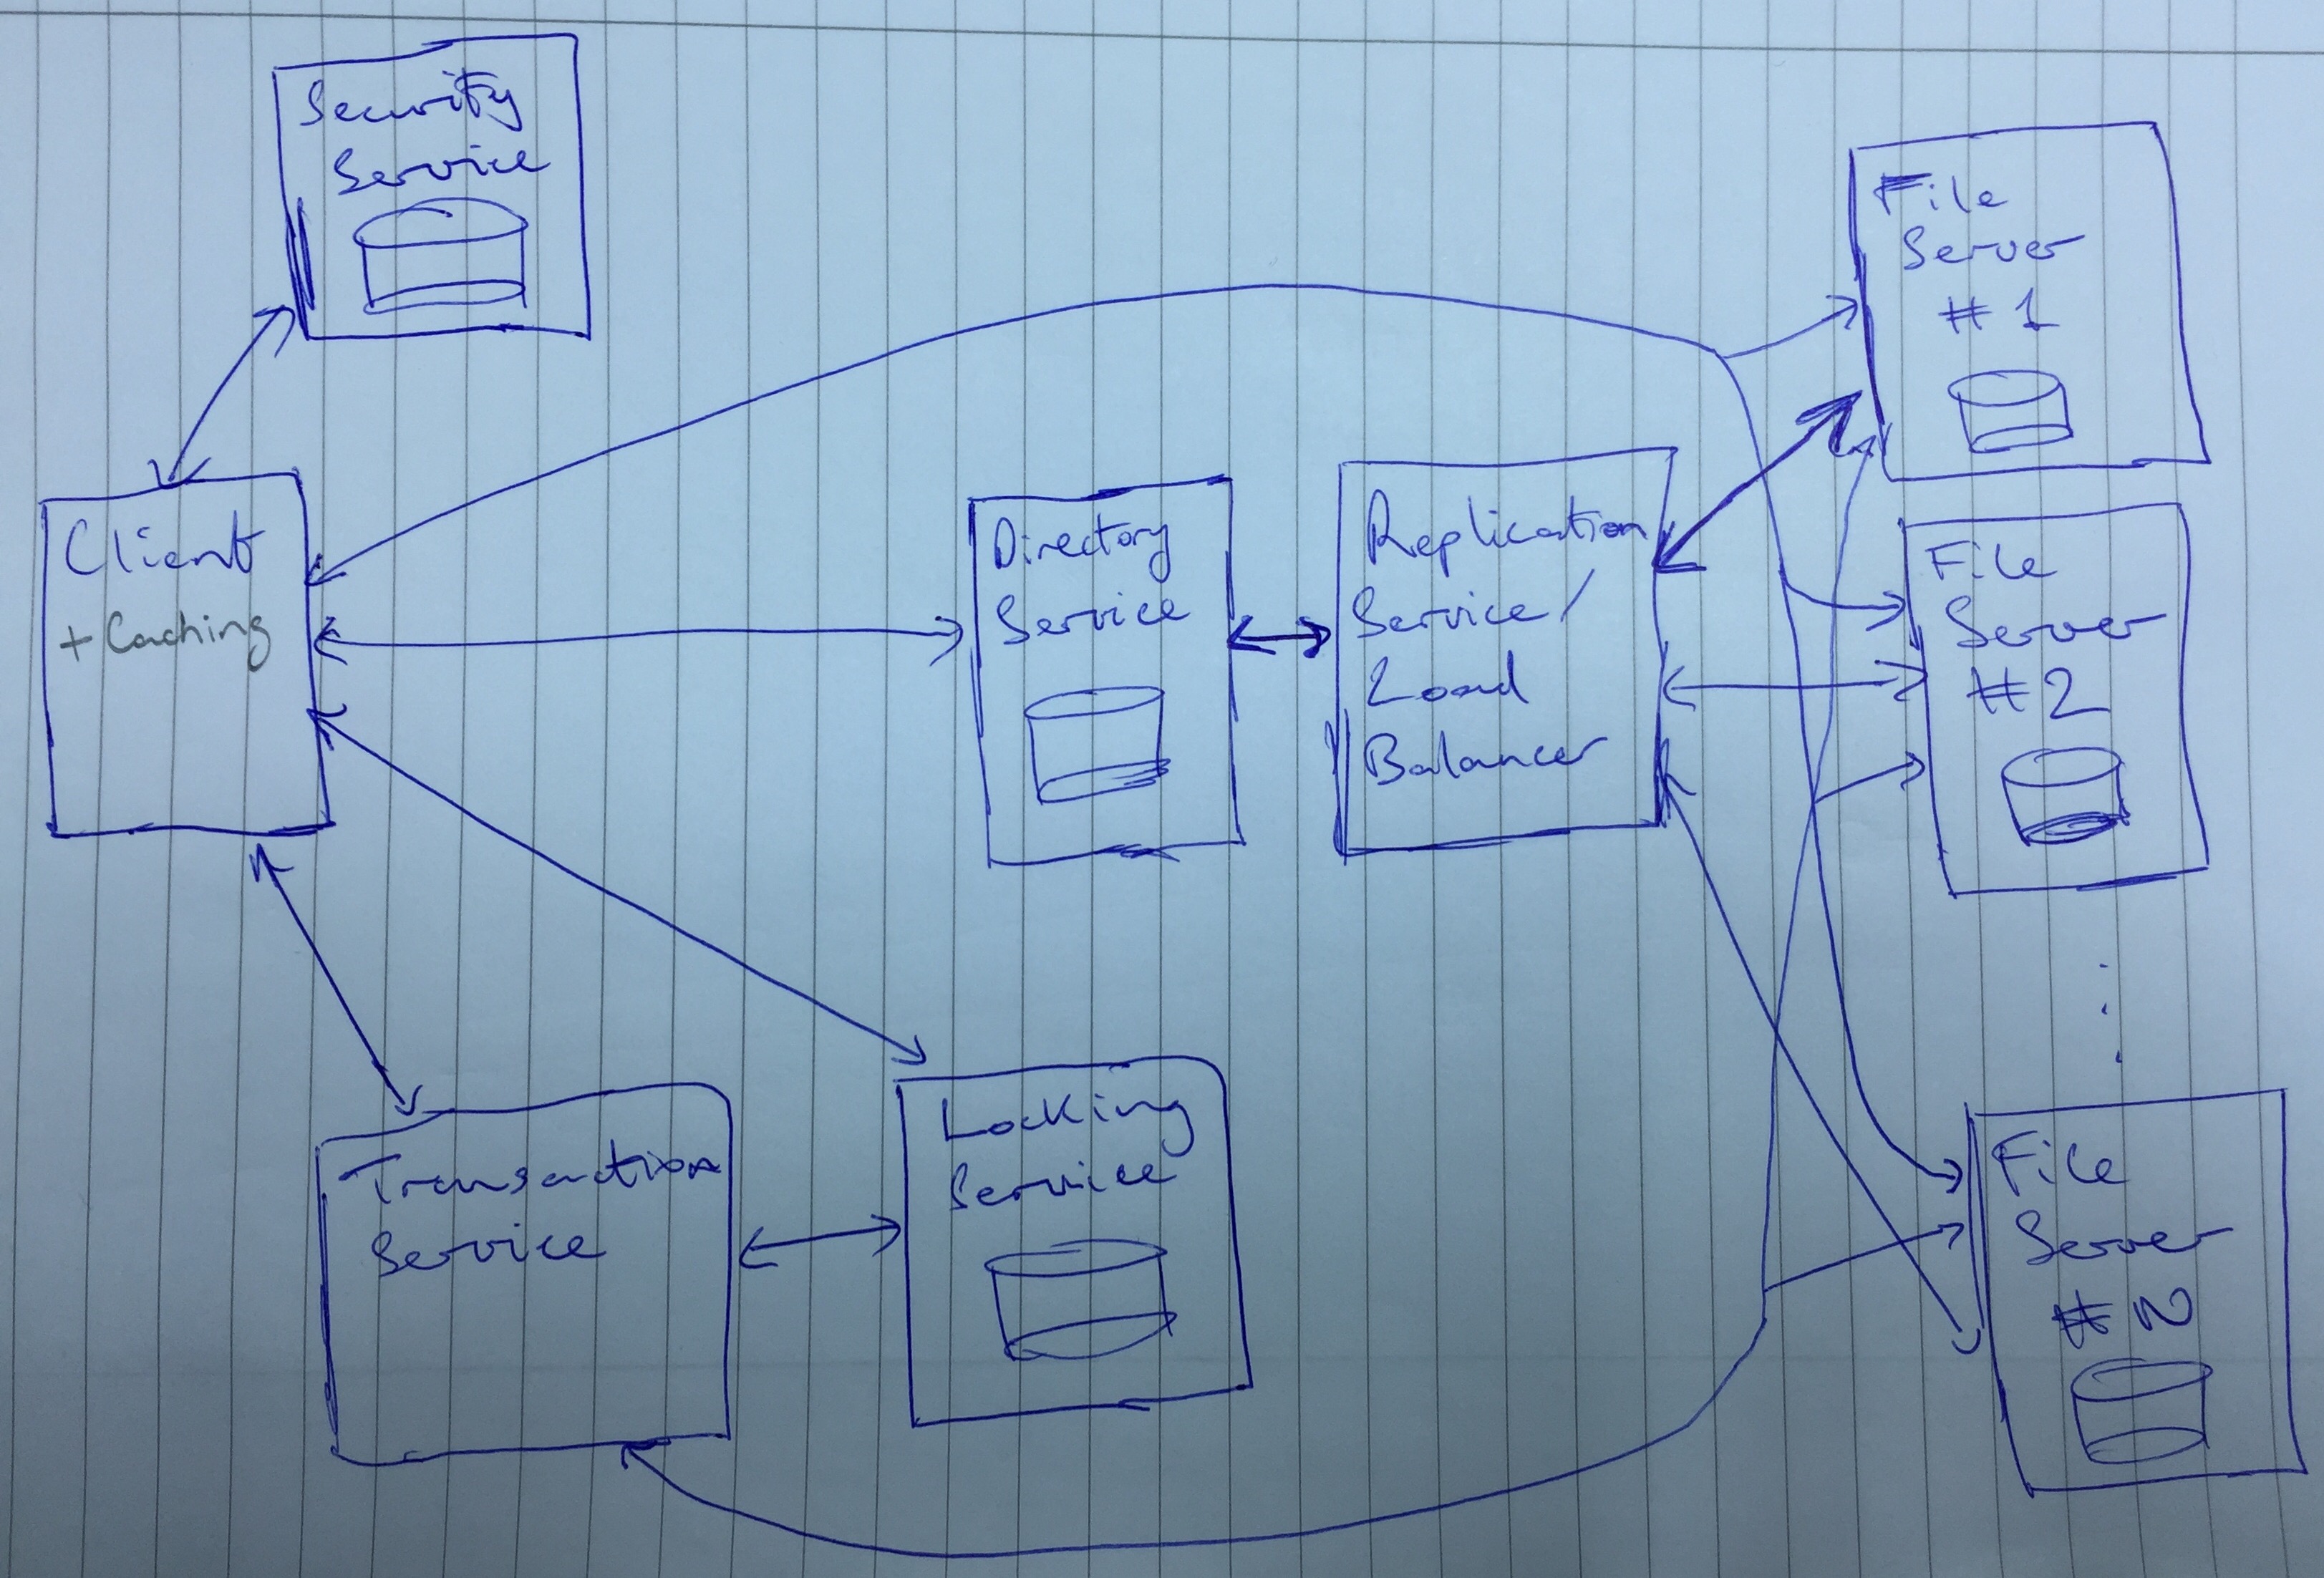 Security
Service
Client
+ Caching
Directory
Service
Replication
Service/
Load
Balancer
File
Server
# 1
File
Server
# 2
Transaction
Service
Locking
Service
File
Server
# N